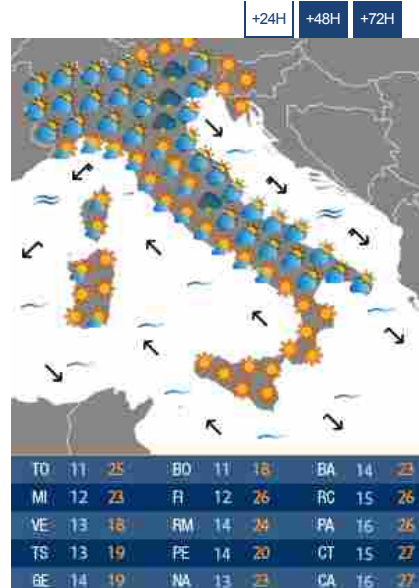 +24H +48H +72H
TO 11 25 BO 11 18 BA 14 23
MI 12 23 FI 12 26 RC 15 26
VE 13 18 RM 14 24 PA 16 26
TS 13 19 PE 14 20 CT 15 27
GE 14 19 NA 13 23 CA 16 27